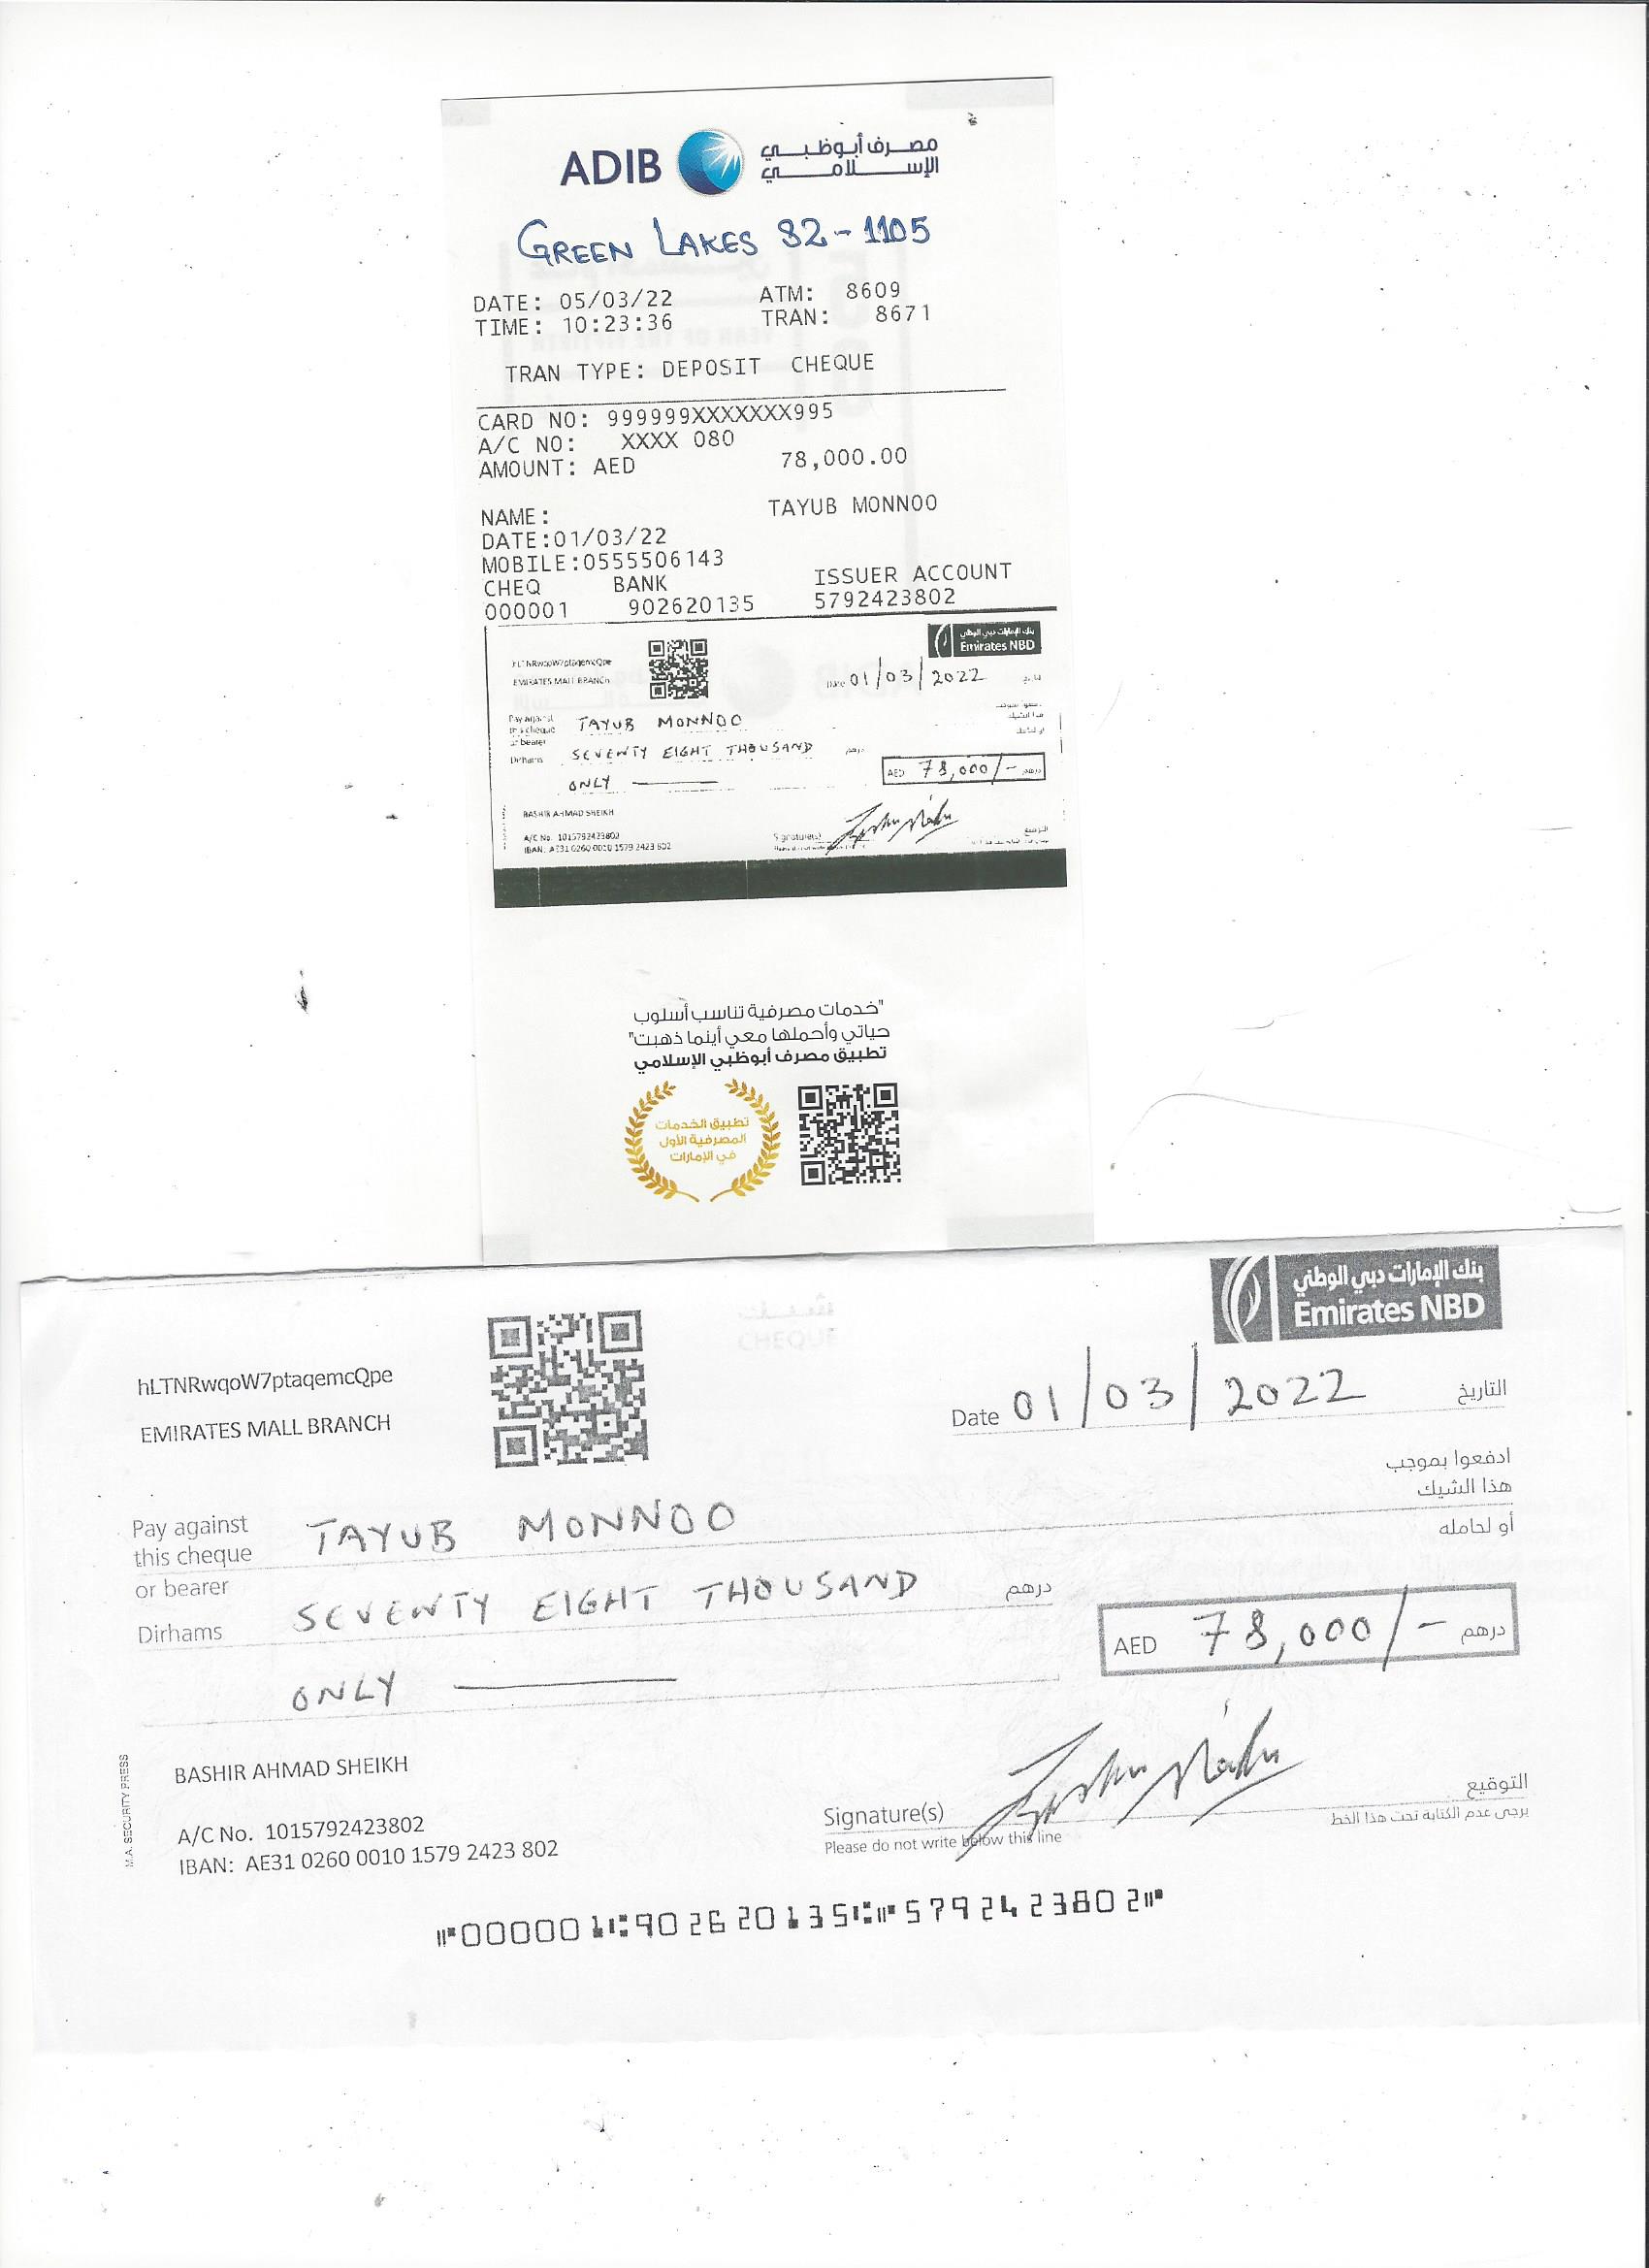 ADIB مصرف أبوظبي
الإسلامي
GREEN LAKES S2-1105
DATE: 05/03/22 ATM: 8609
TIME: 10:23:36 TRAN: 8671
TRAN TYPE: DEPOSIT CHEQUE
CARD NO: 999999XXXXXXX995
A/C NO: XXXX 080
AMOUNT: AED 78,000.00
NAME: TAYUB MONNOO
DATE:01/03/22
MOBILE:0555506143
CHEQ BANK ISSUER ACCOUNT
000001 902620135 5792423802
بنك الإمارات دبي الوطني
Emirates NBD
hLTNRwqoW7ptaqemcQpe
EMIRATES MALL BRANCH
Date 01/03/2022
Pay against
this cheque
or bearer
TAYUB MONNOO
Dirhams SEVENTY EIGHT THOUSAND درهم
ONLY
AED 78,000/- درهم
BASHIR AHMAD SHEIKH
A/C No. 1015792423802
IBAN: AE31 0260 0010 1579 2423 802
Signature(s)
"خدمات مصرفية تناسب أسلوب
حياتي وأحملها معي أينما ذهبت"
تطبيق مصرف أبوظبي الإسلامي
تطبيق الخدمات
المصرفية الأول
في الإمارات
بنك الإمارات دبي الوطني
Emirates NBD
hLTNRwqoW7ptaqemcQpe
EMIRATES MALL BRANCH
Date 01/03/2022 التاريخ
ادفعوا بموجب
هذا الشيك
أو لحامله
Pay against
this cheque
or bearer
TAYUB MONNOO
Dirhams SEVENTY EIGHT THOUSAND درهم
ONLY
AED 78,000/- درهم
BASHIR AHMAD SHEIKH
A/C No. 1015792423802
IBAN: AE31 0260 0010 1579 2423 802
Signature(s) التوقيع
Please do not write below this line يرجى عدم الكتابة تحت هذا الخط
M.A. SECURITY PRESS
⑈000001⑆902620135⑆⑈5792423802⑈